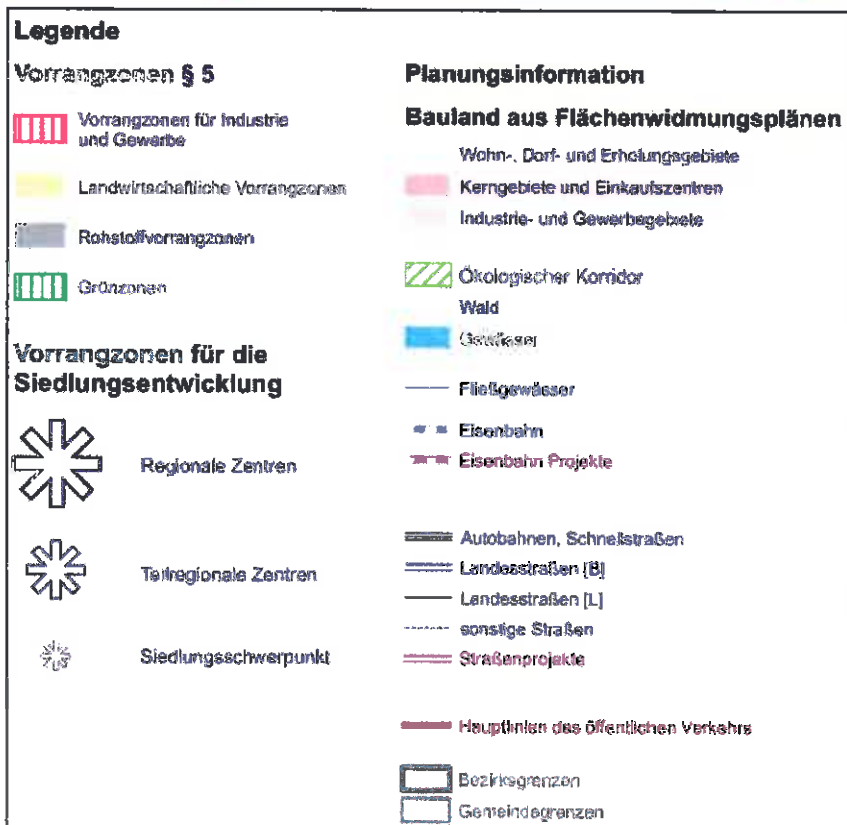 Legende
Vorrangzonen § 5
Vorrangzonen für Industrie
und Gewerbe
Landwirtschaftliche Vorrangzonen
Rohstoffvorrangzonen
Grünzonen
Vorrangzonen für die
Siedlungsentwicklung
Regionale Zentren
Teilregionale Zentren
Siedlungsschwerpunkt
Planungsinformation
Bauland aus Flächenwidmungsplänen
Wohn-, Dorf- und Erholungsgebiete
Kerngebiete und Einkaufszentren
Industrie- und Gewerbegebiete
Ökologischer Korridor
Wald
Gewässer
Fließgewässer
Eisenbahn
Eisenbahn Projekte
Autobahnen, Schnellstraßen
Landesstraßen [B]
Landesstraßen [L]
sonstige Straßen
Straßenprojekte
Hauptlinien des öffentlichen Verkehrs
Bezirksgrenzen
Gemeindegrenzen